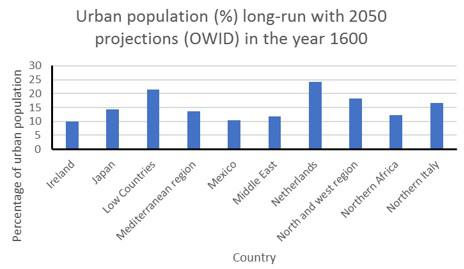 Urban population (%) long-run with 2050
projections (OWID) in the year 1600
Percentage of urban population
30
25
20
15
10
5
0
Ireland
Japan
Low Countries
Mediterranean region
Mexico
Middle East
Netherlands
North and west region
Northern Africa
Northern Italy
Country